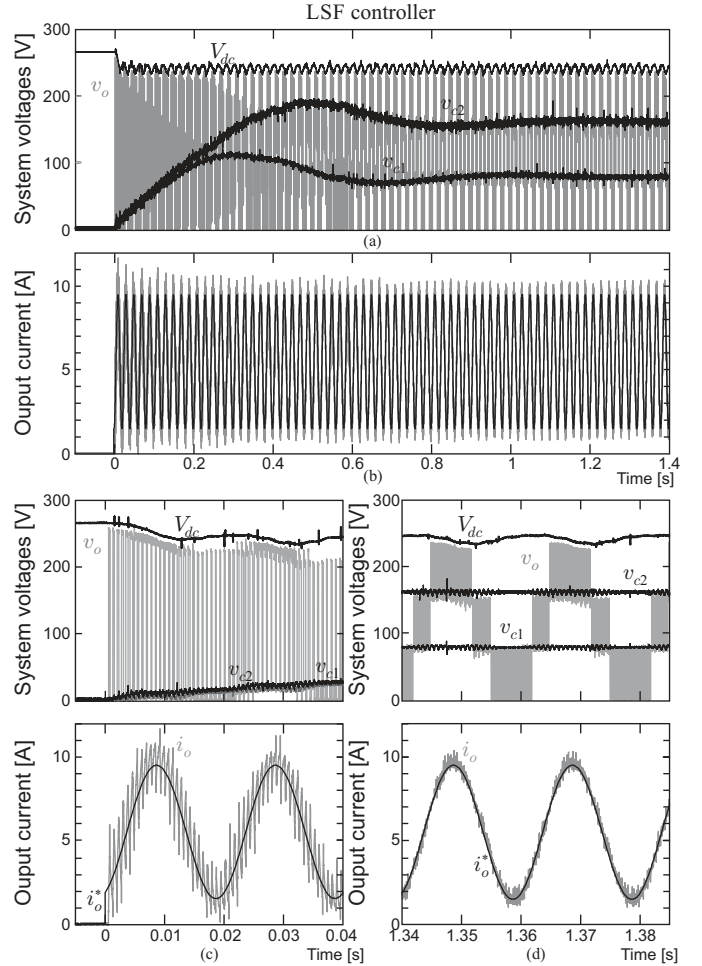 LSF controller
System voltages [V]
300
200
100
0
V_dc
v_o
v_c2
v_c1
(a)
Ouput current [A]
10
5
0
0 0.2 0.4 0.6 0.8 1 1.2 1.4
(b)
Time [s]
System voltages [V]
300
200
100
0
V_dc
v_o
v_c2
v_c1
System voltages [V]
300
200
100
0
V_dc
v_o
v_c2
v_c1
Ouput current [A]
10
5
0
i_o
i_o^*
0 0.01 0.02 0.03 0.04
(c)
Time [s]
Ouput current [A]
10
5
0
i_o
i_o^*
1.34 1.35 1.36 1.37 1.38
(d)
Time [s]